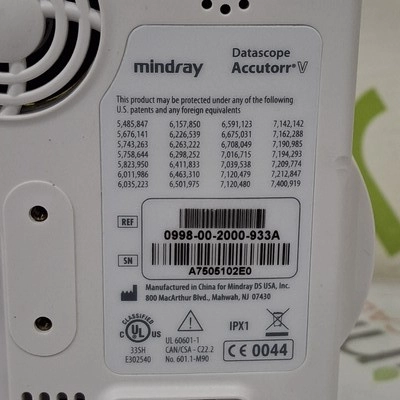 mindray
Datascope
Accutorr® V
This product may be protected under any of the following
U.S. patents and any foreign equivalents
5,485,847 6,157,850 6,591,123 7,142,142
5,676,141 6,226,539 6,675,031 7,162,288
5,743,263 6,263,222 6,708,049 7,190,985
5,758,644 6,298,252 7,016,715 7,194,293
5,823,950 6,411,833 7,039,538 7,209,774
6,011,986 6,463,310 7,120,479 7,212,847
6,035,223 6,501,975 7,120,480 7,400,919
REF
0998-00-2000-933A
SN
A7505102E0
Manufactured in China for Mindray DS USA, Inc.
800 MacArthur Blvd., Mahwah, NJ 07430
C UL US
CLASSIFIED
33SH
E302540
UL 60601-1
CAN/CSA - C22.2
No. 601.1-M90
IPX1
CE 0044